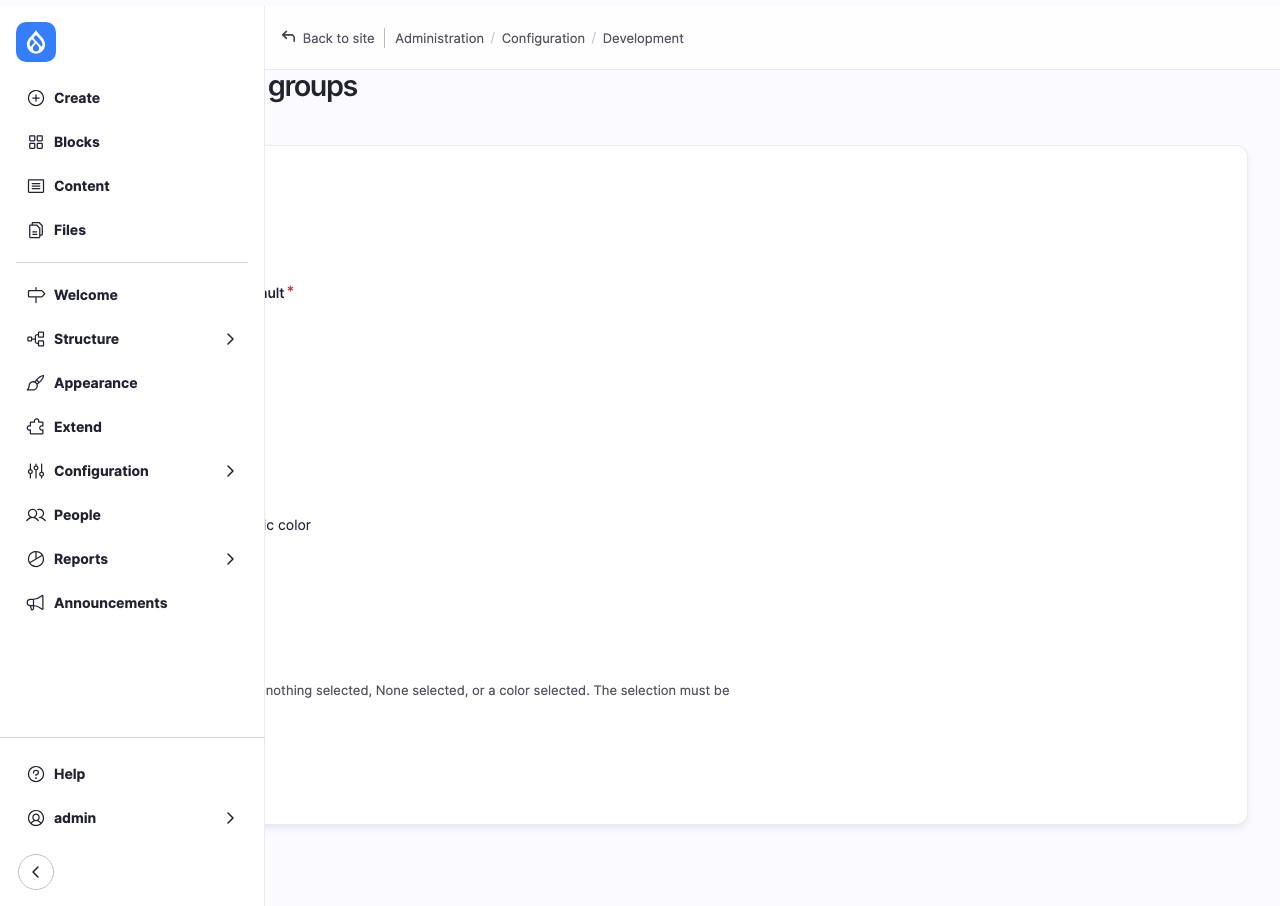 Back to site Administration / Configuration / Development
groups
Create
Blocks
Content
Files
Welcome
Structure
Appearance
Extend
Configuration
People
Reports
Announcements
Help
admin
ault *
ic color
nothing selected, None selected, or a color selected. The selection must be